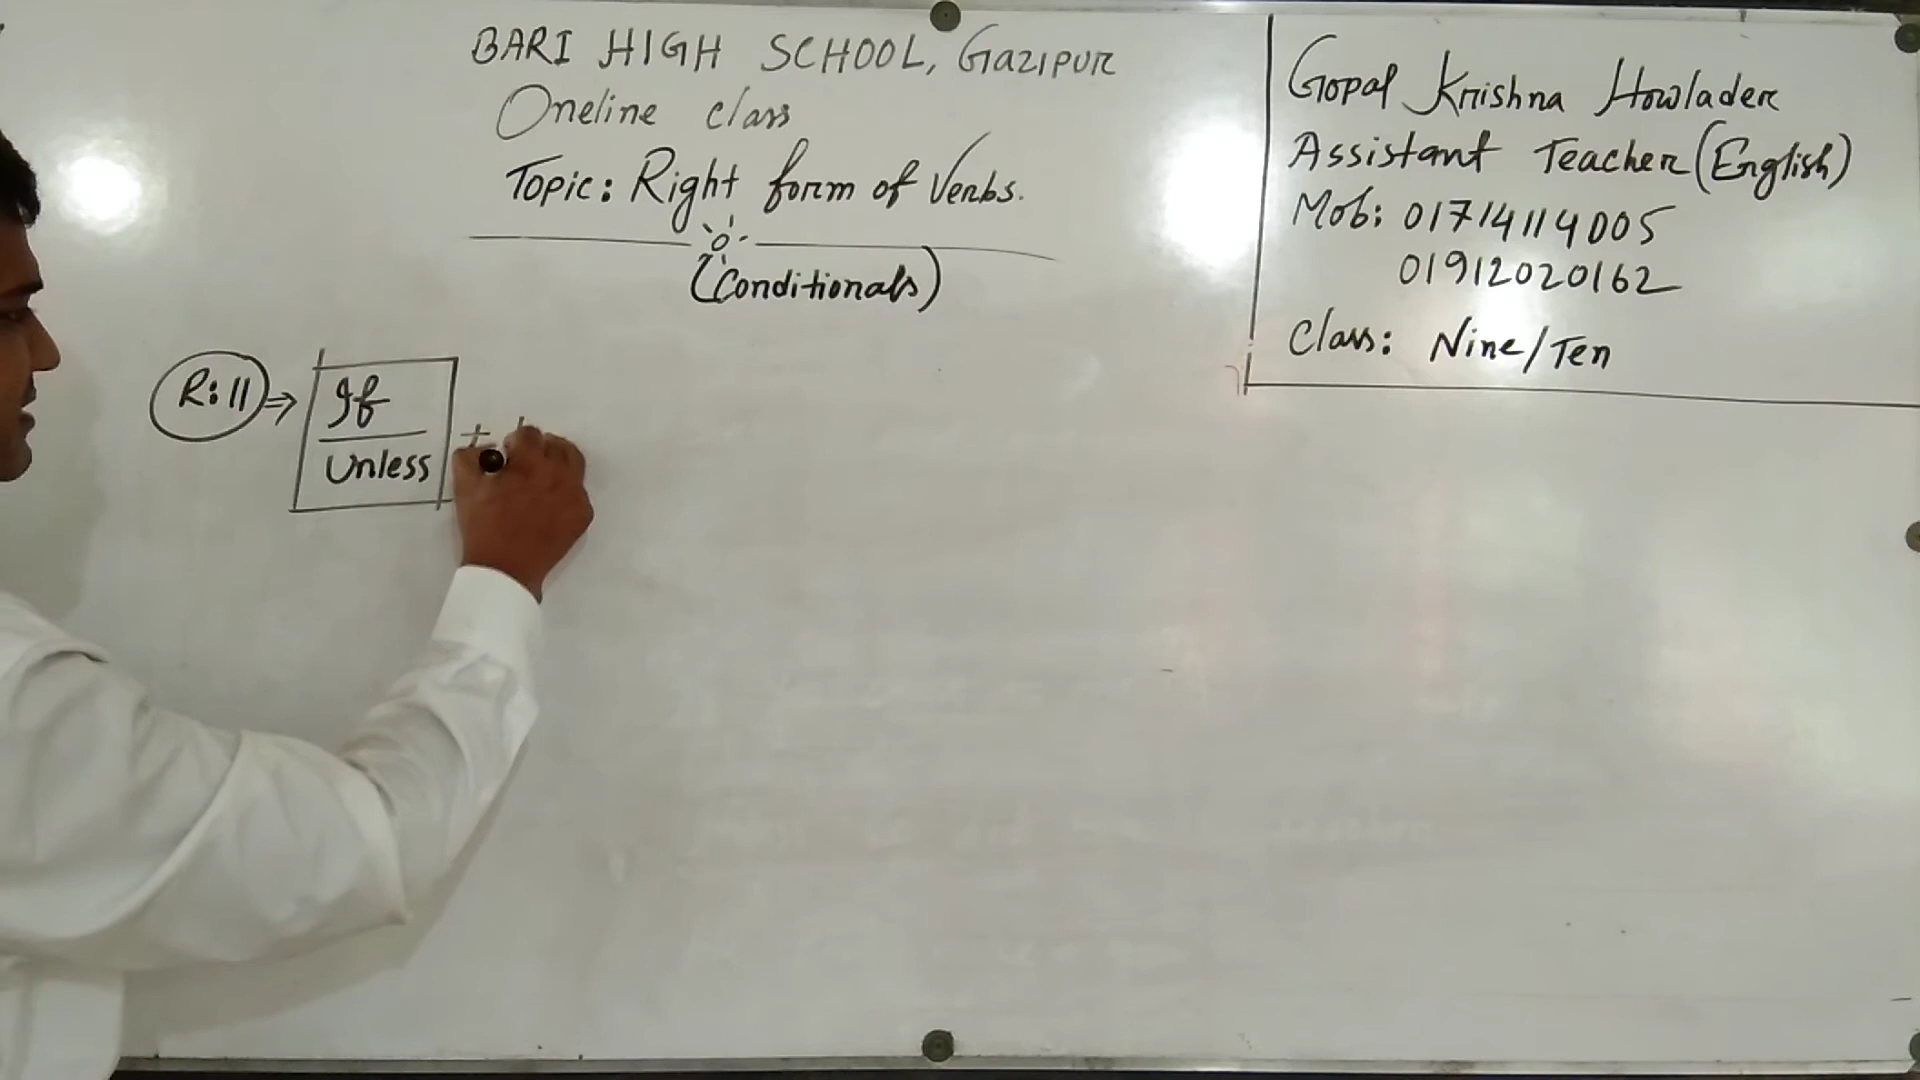 BARI HIGH SCHOOL, Gazipur
Oneline class
Topic: Right form of Verbs.
(Conditionals)
Gopal Krishna Howlader
Assistant Teacher (English)
Mob: 01714114005
01912020162
Class: Nine/Ten
R:11 ⇒ If
Unless +